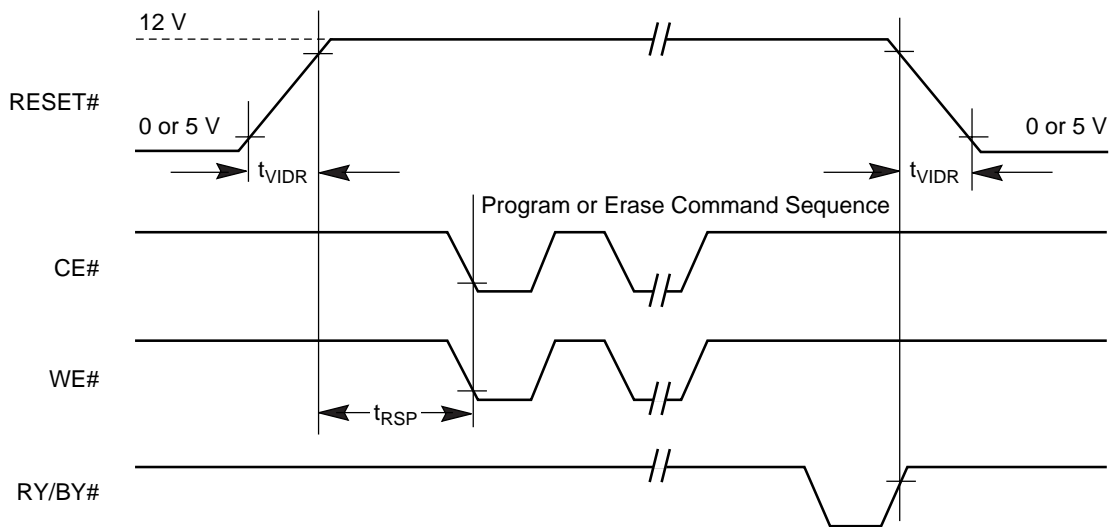 12 V
RESET#
0 or 5 V
0 or 5 V
tVIDR
tVIDR
Program or Erase Command Sequence
CE#
WE#
tRSP
RY/BY#